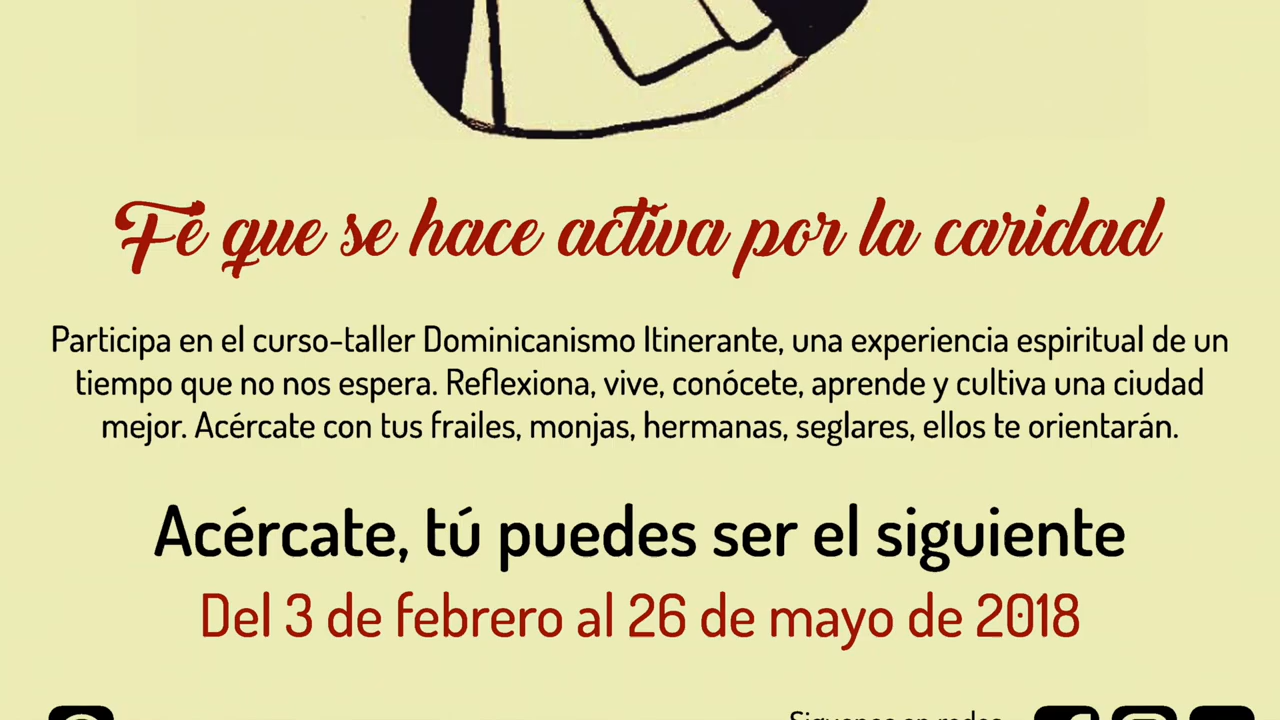 Fe que se hace activa por la caridad
Participa en el curso-taller Dominicanismo Itinerante, una experiencia espiritual de un
tiempo que no nos espera. Reflexiona, vive, conócete, aprende y cultiva una ciudad
mejor. Acércate con tus frailes, monjas, hermanas, seglares, ellos te orientarán.
Acércate, tú puedes ser el siguiente
Del 3 de febrero al 26 de mayo de 2018